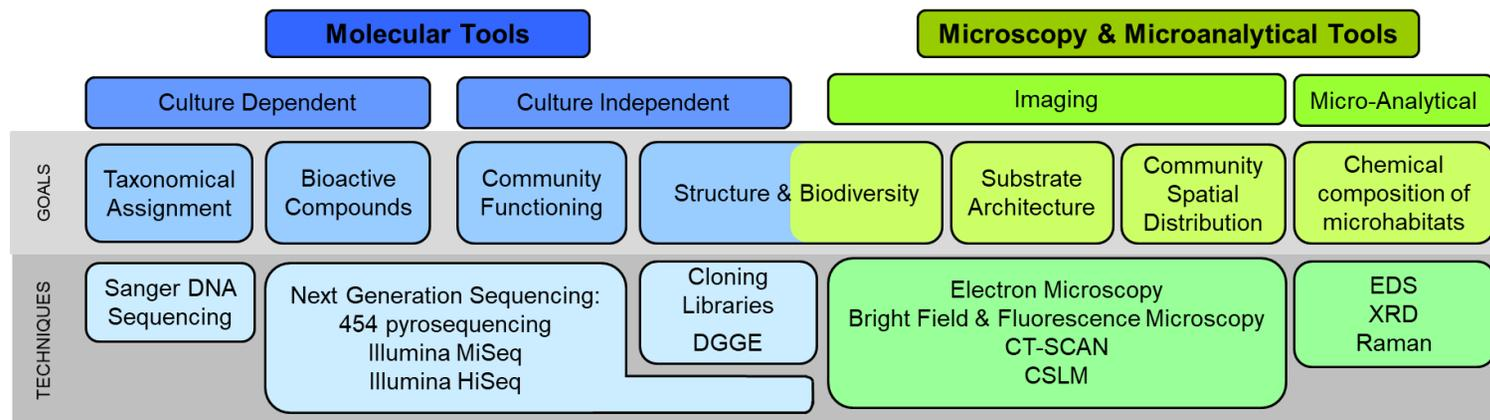 Molecular Tools
Microscopy & Microanalytical Tools
Culture Dependent
Culture Independent
Imaging
Micro-Analytical
GOALS
Taxonomical
Assignment
Bioactive
Compounds
Community
Functioning
Structure & Biodiversity
Substrate
Architecture
Community
Spatial
Distribution
Chemical
composition of
microhabitats
TECHNIQUES
Sanger DNA
Sequencing
Next Generation Sequencing:
454 pyrosequencing
Illumina MiSeq
Illumina HiSeq
Cloning
Libraries
DGGE
Electron Microscopy
Bright Field & Fluorescence Microscopy
CT-SCAN
CSLM
EDS
XRD
Raman